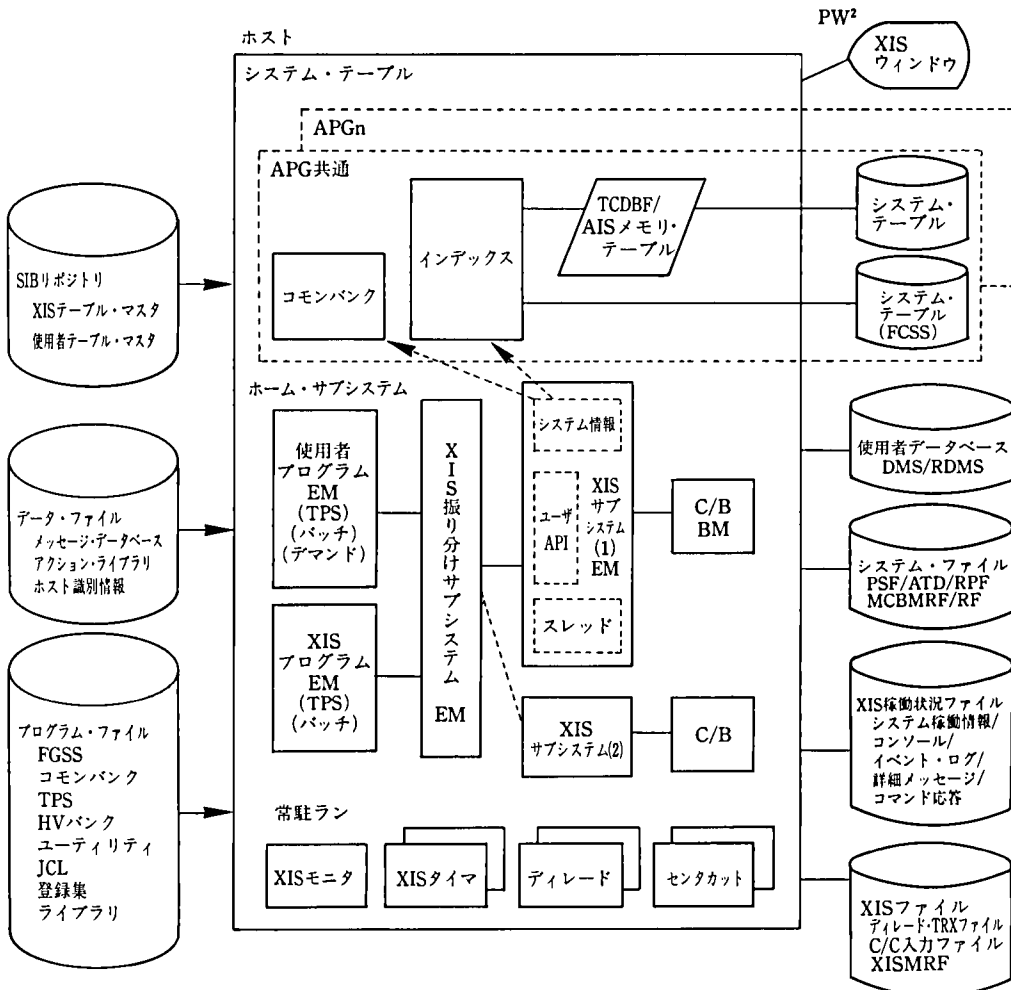 PW²
ホスト
XIS
ウィンドウ
システム・テーブル
APGn
APG共通
コモンバンク
インデックス
TCDBF/
AISメモリ・
テーブル
システム・
テーブル
システム・
テーブル
(FCSS)
SIBリポジトリ
XISテーブル・マスタ
使用者テーブル・マスタ
ホーム・サブシステム
使用者
プログラム
EM
(TPS)
(バッチ)
(デマンド)
XIS
プログラム
EM
(TPS)
(バッチ)
XIS振り分けサブシステム
EM
システム情報
ユーザ
API
XIS
サブ
システム
(1)
EM
スレッド
C/B
BM
XIS
サブシステム(2)
C/B
データ・ファイル
メッセージ・データベース
アクション・ライブラリ
ホスト識別情報
プログラム・ファイル
FGSS
コモンバンク
TPS
HVバンク
ユーティリティ
JCL
登録集
ライブラリ
常駐ラン
XISモニタ
XISタイマ
ディレード
センタカット
使用者データベース
DMS/RDMS
システム・ファイル
PSF/ATD/RPF
MCBMRF/RF
XIS稼働状況ファイル
システム稼働情報/
コンソール/
イベント・ログ/
詳細メッセージ/
コマンド応答
XISファイル
ディレード・TRXファイル
C/C入力ファイル
XISMRF